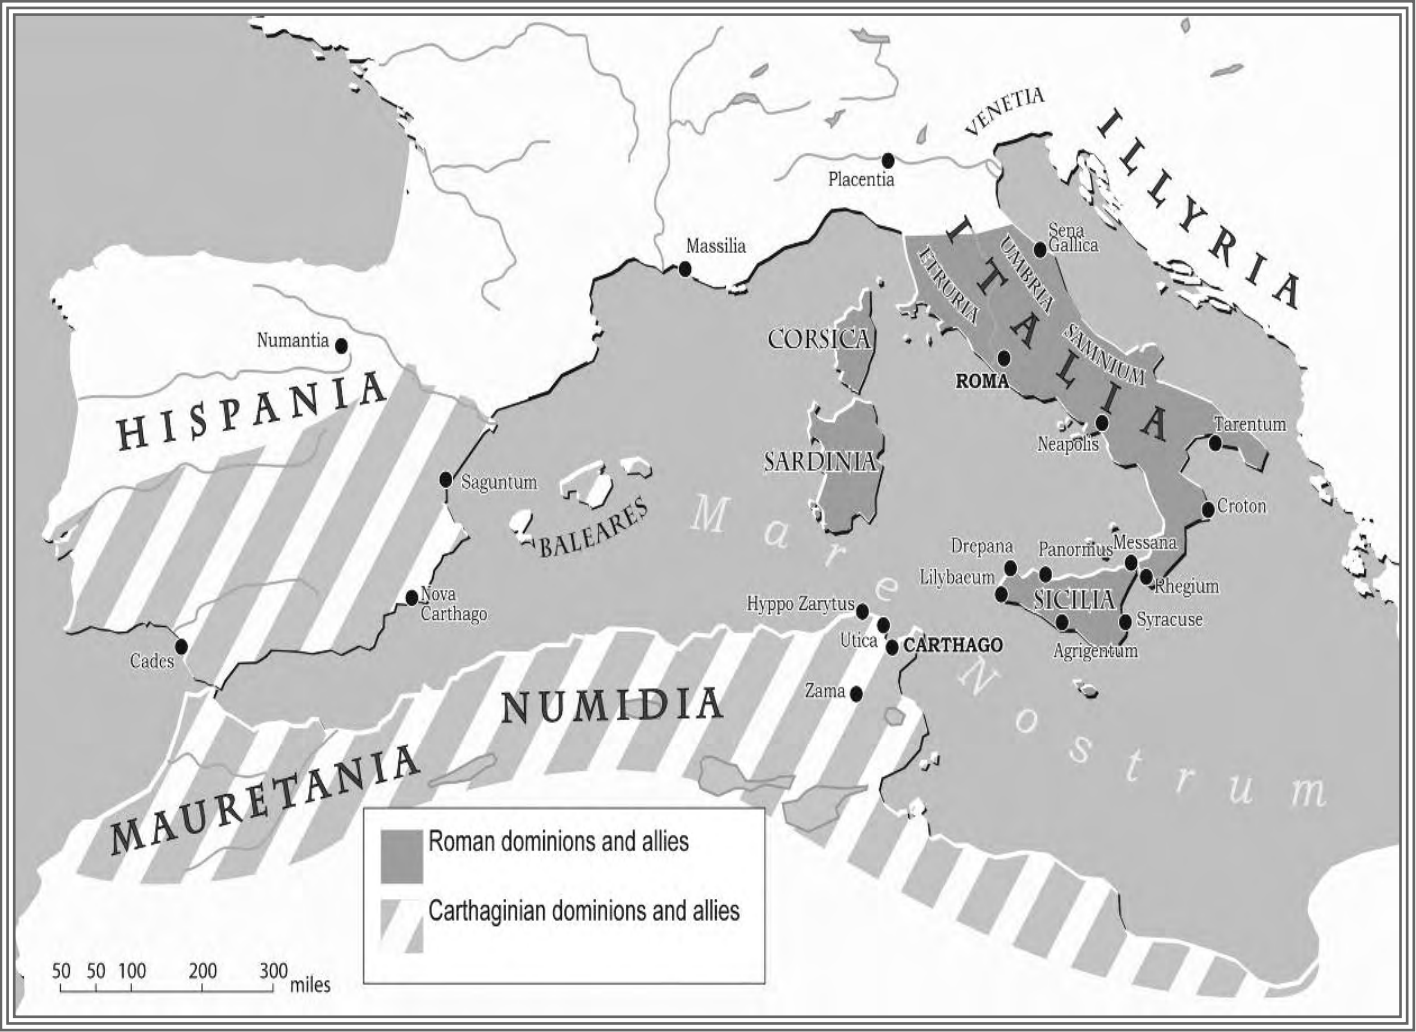 VENETIA
ILLYRIA
Placentia
Massilia
Sena
Gallica
ITALIA
UMBRIA
ETRURIA
SAMNIUM
CORSICA
Numantia
HISPANIA
ROMA
Neapolis
Tarentum
SARDINIA
Saguntum
BALEARES
Croton
Mare Nostrum
Drepana
Panormus
Messana
Lilybaeum
Rhegium
SICILIA
Syracuse
Agrigentum
Nova
Carthago
Hyppo Zarytus
Utica
CARTHAGO
Cades
Zama
NUMIDIA
MAURETANIA
Roman dominions and allies
Carthaginian dominions and allies
50 50 100 200 300 miles